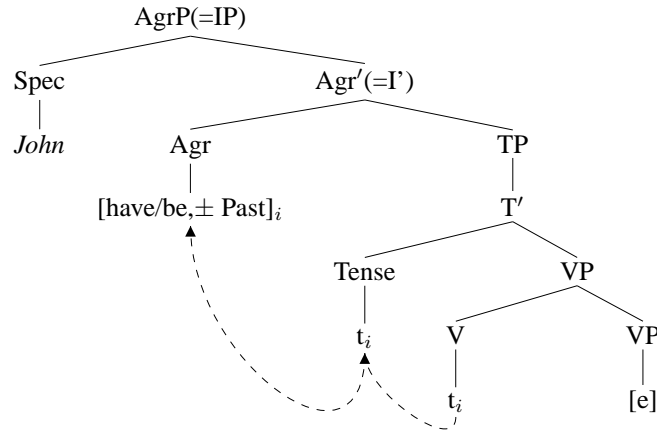 AgrP(=IP)
Spec Agr′(=I’)
John Agr TP
[have/be,± Past]i T′
Tense VP
ti V VP
ti [e]